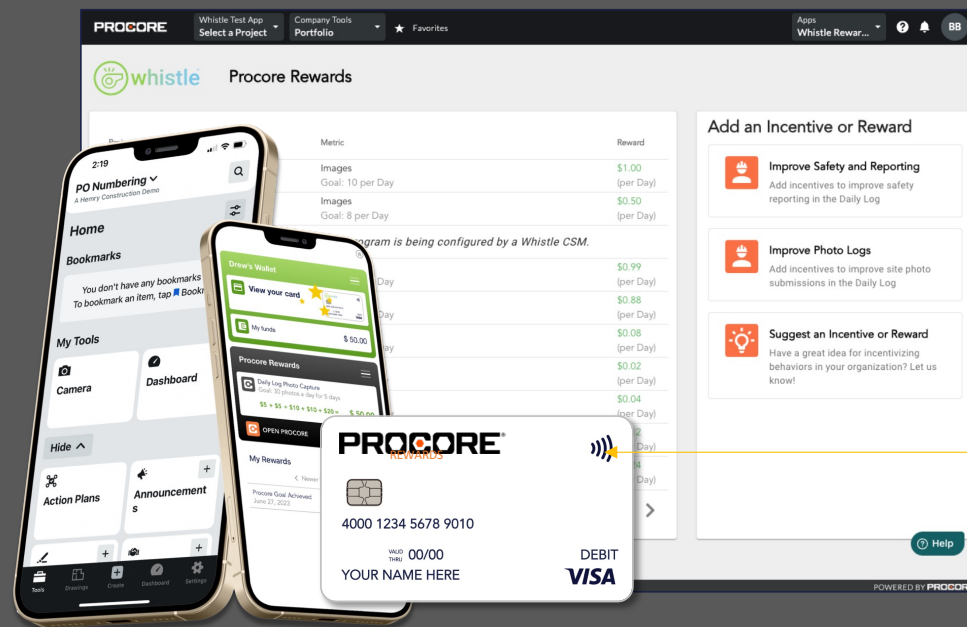 PROCORE
Whistle Test App
Select a Project
Company Tools
Portfolio
Favorites
Apps
Whistle Rewar...
BB
whistle
Procore Rewards
Metric
Reward
Images
Goal: 10 per Day
$1.00
(per Day)
Images
Goal: 8 per Day
$0.50
(per Day)
program is being configured by a Whistle CSM.
Day
$0.99
(per Day)
Day
$0.88
(per Day)
ay
$0.08
(per Day)
$0.02
(per Day)
$0.04
(per Day)
Day)
Day)
Add an Incentive or Reward
Improve Safety and Reporting
Add incentives to improve safety
reporting in the Daily Log
Improve Photo Logs
Add incentives to improve site photo
submissions in the Daily Log
Suggest an Incentive or Reward
Have a great idea for incentivizing
behaviors in your organization? Let us
know!
Help
POWERED BY PROCOR
2:19
PO Numbering
A Hemry Construction Demo
Home
Bookmarks
You don't have any bookmarks
To bookmark an item, tap Bookr
My Tools
Camera
Dashboard
Hide
Action Plans
Announcement
s
Tools
Drawings
Create
Dashboard
Settings
Drew's Wallet
View your card
My funds
$ 50.00
Procore Rewards
Daily Log Photo Capture
Goal: 30 photos a day for 5 days
$5 + $5 + $10 + $10 + $20 =
$ 50.00
OPEN PROCORE
My Rewards
< Newer
Procore Goal Achieved
June 27, 2023
PROCORE
REWARDS
4000 1234 5678 9010
VALID
THRU
00/00
DEBIT
YOUR NAME HERE
VISA